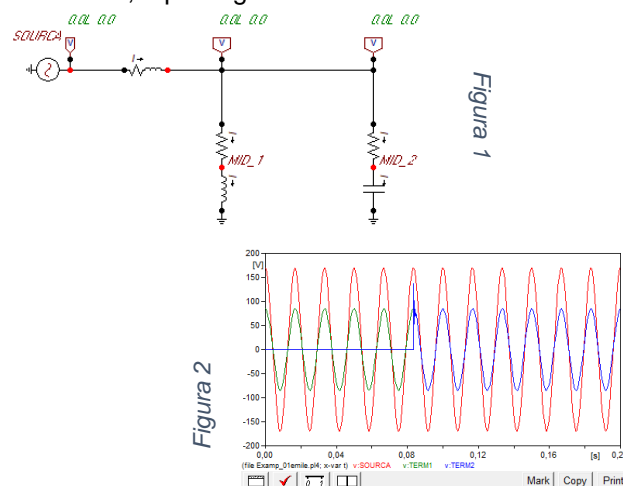 0.0L 0.0
0.0L 0.0
0.0L 0.0
SOURCA
V
V
V
I
MID_1
I
I
MID_2
I
I
Figura 1
200
[V]
150
100
50
0
-50
-100
-150
-200
0,00
0,04
0,08
0,12
0,16
[s]
0,2
(file Examp_01emile.pl4; x-var t) v:SOURCA v:TERM1 v:TERM2
Mark Copy Print
Figura 2